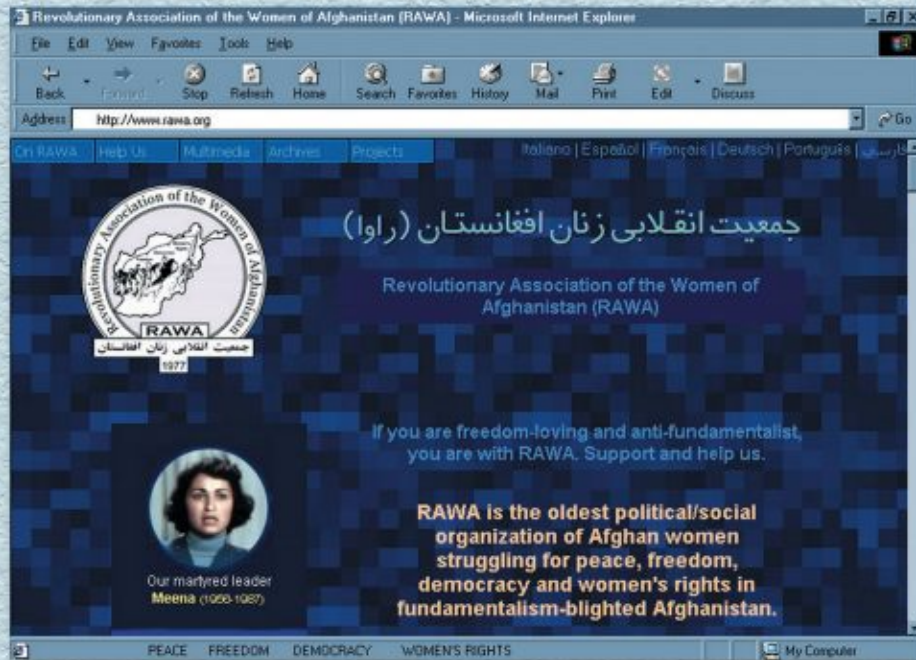 Revolutionary Association of the Women of Afghanistan (RAWA) - Microsoft Internet Explorer
File Edit View Favorites Tools Help
Back Forward Stop Refresh Home Search Favorites History Mail Print Edit Discuss
Address http://www.rawa.org Go
On RAWA Help Us Multimedia Archives Projects Italiano | Español | Français | Deutsch | Português | فارسی
Revolutionary Association of the Women of Afghanistan
RAWA
جمعیت انقلابی زنان افغانستان
1977
جمعیت انقلابی زنان افغانستان (راوا)
Revolutionary Association of the Women of
Afghanistan (RAWA)
If you are freedom-loving and anti-fundamentalist,
you are with RAWA. Support and help us.
Our martyred leader
Meena (1956-1987)
RAWA is the oldest political/social
organization of Afghan women
struggling for peace, freedom,
democracy and women's rights in
fundamentalism-blighted Afghanistan.
PEACE FREEDOM DEMOCRACY WOMEN'S RIGHTS My Computer